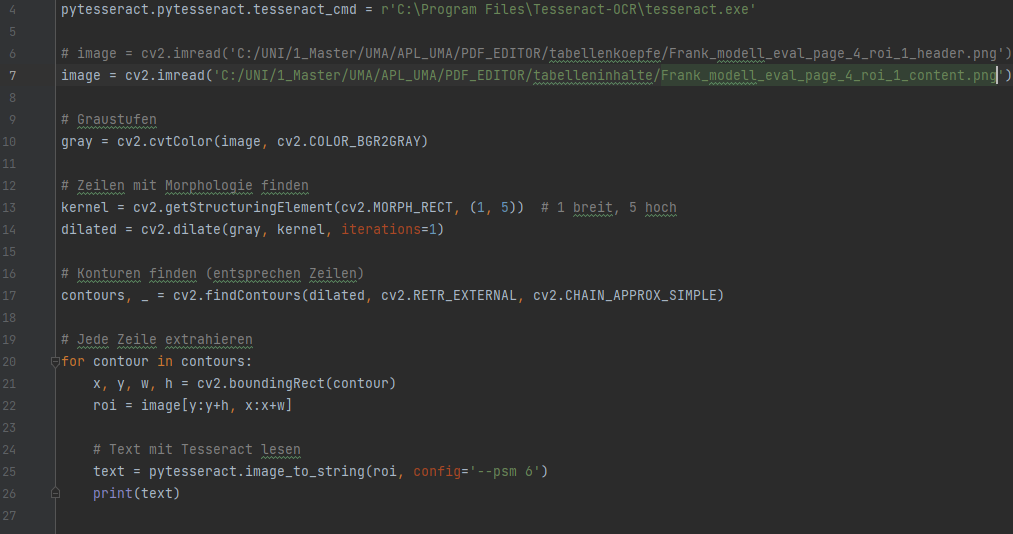 4 pytesseract.pytesseract.tesseract_cmd = r'C:\Program Files\Tesseract-OCR\tesseract.exe'
5
6 # image = cv2.imread('C:/UNI/1_Master/UMA/APL_UMA/PDF_EDITOR/tabellenkoepfe/Frank_modell_eval_page_4_roi_1_header.png')
7 image = cv2.imread('C:/UNI/1_Master/UMA/APL_UMA/PDF_EDITOR/tabelleninhalte/Frank_modell_eval_page_4_roi_1_content.png')
8
9 # Graustufen
10 gray = cv2.cvtColor(image, cv2.COLOR_BGR2GRAY)
11
12 # Zeilen mit Morphologie finden
13 kernel = cv2.getStructuringElement(cv2.MORPH_RECT, (1, 5))  # 1 breit, 5 hoch
14 dilated = cv2.dilate(gray, kernel, iterations=1)
15
16 # Konturen finden (entsprechen Zeilen)
17 contours, _ = cv2.findContours(dilated, cv2.RETR_EXTERNAL, cv2.CHAIN_APPROX_SIMPLE)
18
19 # Jede Zeile extrahieren
20 for contour in contours:
21     x, y, w, h = cv2.boundingRect(contour)
22     roi = image[y:y+h, x:x+w]
23
24     # Text mit Tesseract lesen
25     text = pytesseract.image_to_string(roi, config='--psm 6')
26     print(text)
27